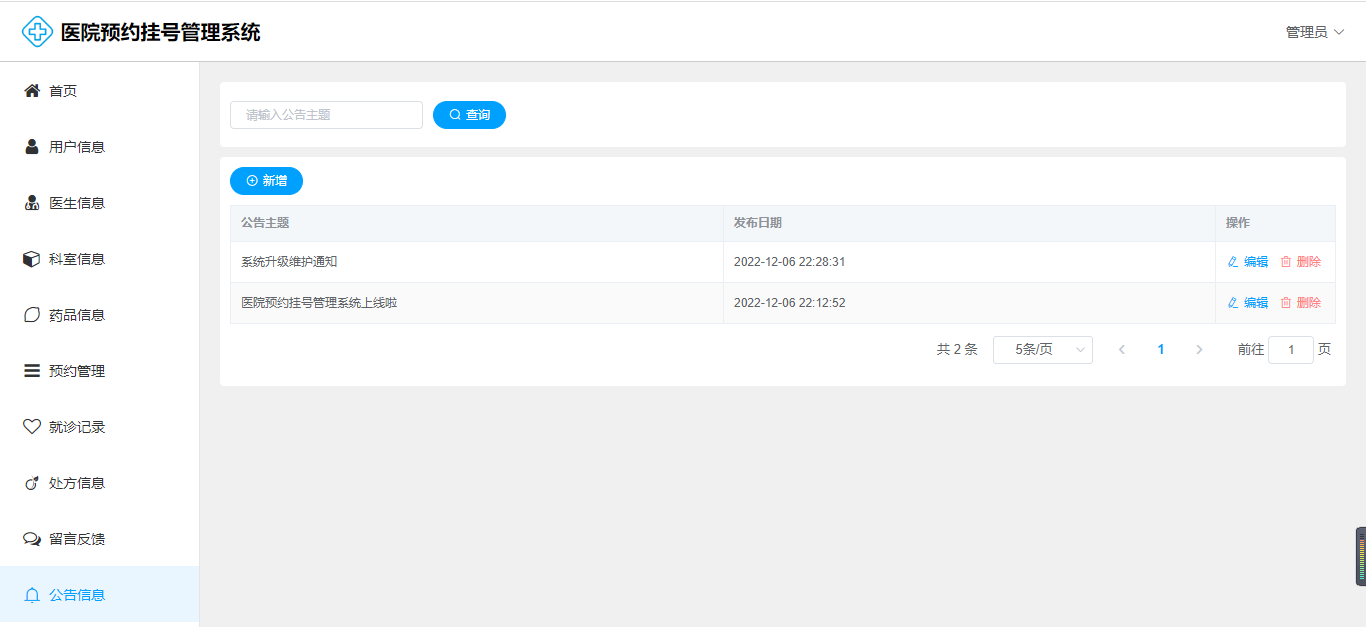 医院预约挂号管理系统
管理员
首页
用户信息
医生信息
科室信息
药品信息
预约管理
就诊记录
处方信息
留言反馈
公告信息
请输入公告主题 查询
新增
公告主题 发布日期 操作
系统升级维护通知 2022-12-06 22:28:31 编辑 删除
医院预约挂号管理系统上线啦 2022-12-06 22:12:52 编辑 删除
共 2 条 5条/页 1 前往 1 页